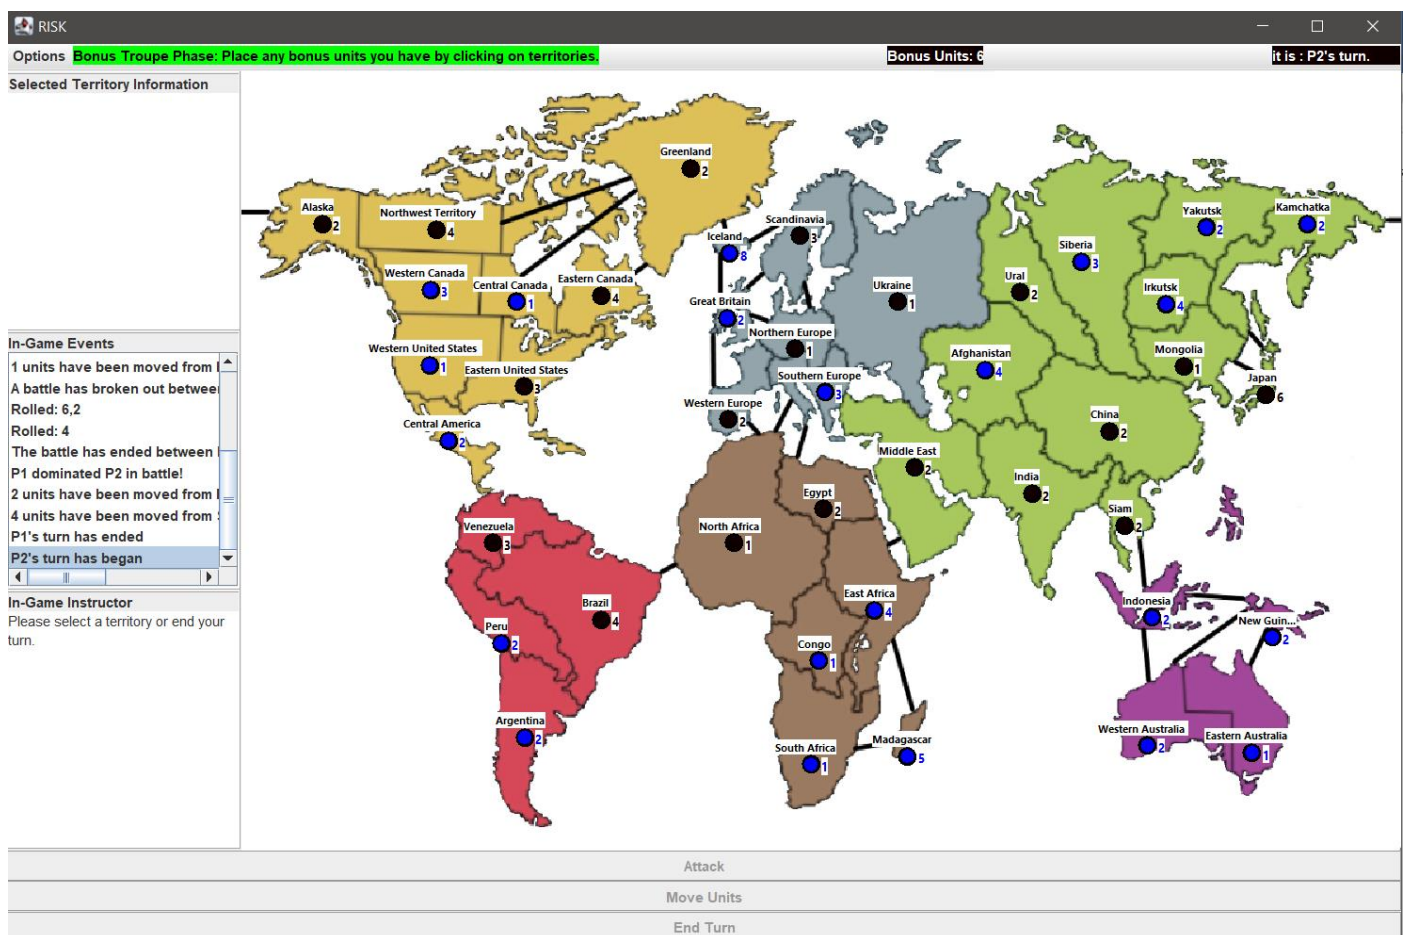 RISK
Options Bonus Troupe Phase: Place any bonus units you have by clicking on territories. Bonus Units: 6 it is : P2's turn.
Selected Territory Information
In-Game Events
1 units have been moved from
A battle has broken out between
Rolled: 6,2
Rolled: 4
The battle has ended between
P1 dominated P2 in battle!
2 units have been moved from
4 units have been moved from
P1's turn has ended
P2's turn has began
In-Game Instructor
Please select a territory or end your
turn.
Greenland
2
Alaska
2
Northwest Territory
4
Western Canada
3
Central Canada
1
Eastern Canada
4
Western United States
1
Eastern United States
3
Central America
2
Venezuela
3
Brazil
4
Peru
2
Argentina
2
Iceland
8
Scandinavia
3
Great Britain
2
Northern Europe
1
Ukraine
1
Southern Europe
3
Western Europe
2
North Africa
1
Egypt
2
East Africa
4
Congo
1
South Africa
1
Madagascar
5
Ural
2
Siberia
3
Yakutsk
2
Kamchatka
2
Irkutsk
4
Mongolia
1
Japan
6
Afghanistan
4
China
2
Middle East
2
India
2
Siam
2
Indonesia
2
New Guin...
2
Western Australia
2
Eastern Australia
1
Attack
Move Units
End Turn